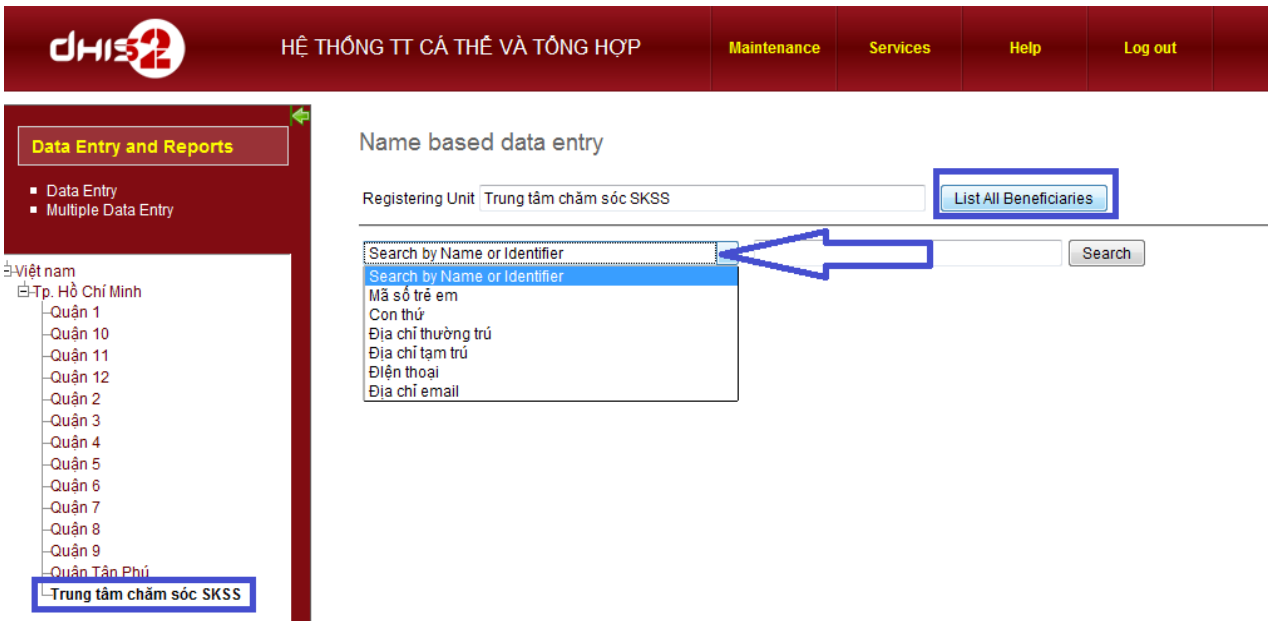 dHIS2
HỆ THỐNG TT CÁ THỂ VÀ TỔNG HỢP
Maintenance
Services
Help
Log out
Data Entry and Reports
Data Entry
Multiple Data Entry
Việt nam
Tp. Hồ Chí Minh
Quận 1
Quận 10
Quận 11
Quận 12
Quận 2
Quận 3
Quận 4
Quận 5
Quận 6
Quận 7
Quận 8
Quận 9
Quận Tân Phú
Trung tâm chăm sóc SKSS
Name based data entry
Registering Unit Trung tâm chăm sóc SKSS
List All Beneficiaries
Search by Name or Identifier
Search
Search by Name or Identifier
Mã số trẻ em
Con thứ
Địa chỉ thường trú
Địa chỉ tạm trú
ĐIện thoại
Địa chỉ email